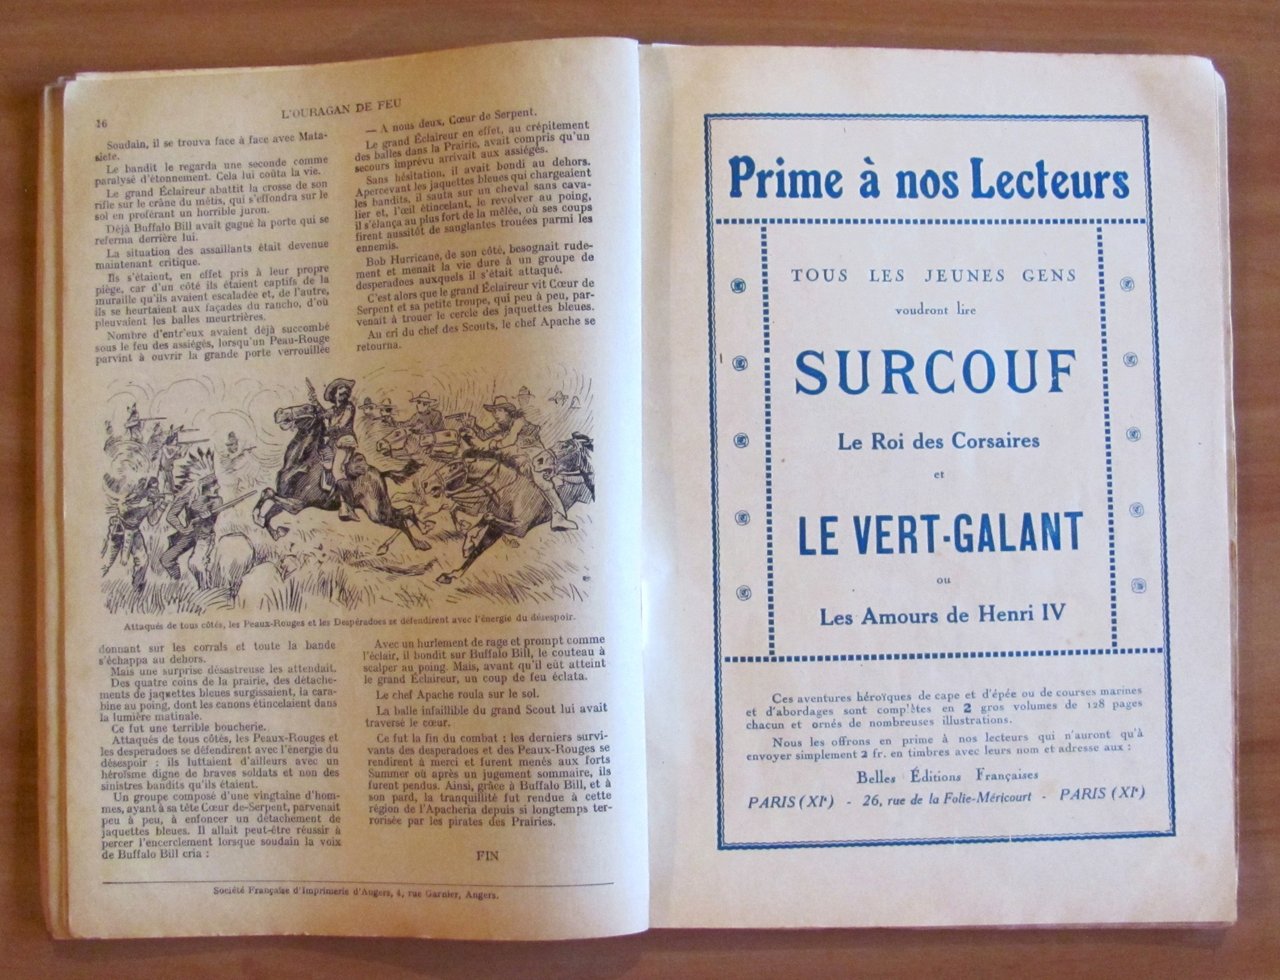 16
L'OURAGAN DE FEU
Soudain, il se trouva face à face avec Mata-
siete.
Le bandit le regarda une seconde comme
paralysé d'étonnement. Cela lui coûta la vie.
Le grand Éclaireur abattit la crosse de son
rifle sur le crâne du métis, qui s'effondra sur le
sol en proférant un horrible juron.
Déjà Buffalo Bill avait gagné la porte qui se
referma derrière lui.
La situation des assaillants était devenue
maintenant critique.
Ils s'étaient, en effet pris à leur propre
piège, car d'un côté ils étaient captifs de la
muraille qu'ils avaient escaladée et, de l'autre,
ils se heurtaient aux façades du rancho, d'où
pleuvaient les balles meurtrières.
Nombre d'entr'eux avaient déjà succombé
sous le feu des assiégés, lorsqu'un Peau-Rouge
parvint à ouvrir la grande porte verrouillée
— A nous deux, Cœur de Serpent.
Le grand Éclaireur en effet, au crépitement
des balles dans la Prairie, avait compris qu'un
secours imprévu arrivait aux assiégés.
Sans hésitation, il avait bondi au dehors.
Apercevant les jaquettes bleues qui chargeaient
les bandits, il sauta sur un cheval sans cava-
lier et, l'œil étincelant, le revolver au poing,
il s'élança au plus fort de la mêlée, où ses coups
firent aussitôt de sanglantes trouées parmi les
ennemis.
Bob Hurricane, de son côté, besognait rude-
ment et menait la vie dure à un groupe de
desperados auxquels il s'était attaqué.
C'est alors que le grand Éclaireur vit Cœur de
Serpent et sa petite troupe, qui peu à peu, par-
venait à trouer le cercle des jaquettes bleues.
Au cri du chef des Scouts, le chef Apache se
retourna.
Attaqués de tous côtés, les Peaux-Rouges et les Desperados se défendirent avec l'énergie du désespoir.
donnant sur les corrals et toute la bande
s'échappa au dehors.
Mais une surprise désastreuse les attendait.
Des quatre coins de la prairie, des détache-
ments de jaquettes bleues surgissaient, la cara-
bine au poing, dont les canons étincelaient dans
la lumière matinale.
Ce fut une terrible boucherie.
Attaqués de tous côtés, les Peaux-Rouges et
les desperadoes se défendirent avec l'énergie du
désespoir : ils luttaient d'ailleurs avec un
héroïsme digne de braves soldats et non des
sinistres bandits qu'ils étaient.
Un groupe composé d'une vingtaine d'hom-
mes, ayant à sa tête Cœur de-Serpent, parvenait
peu à peu, à enfoncer un détachement de
jaquettes bleues. Il allait peut-être réussir à
percer l'encerclement lorsque soudain la voix
de Buffalo Bill cria :
Avec un hurlement de rage et prompt comme
l'éclair, il bondit sur Buffalo Bill, le couteau à
scalper au poing. Mais, avant qu'il eût atteint
le grand Éclaireur, un coup de feu éclata.
Le chef Apache roula sur le sol.
La balle infaillible du grand Scout lui avait
traversé le cœur.
Ce fut la fin du combat : les derniers survi-
vants des desperadoes et des Peaux-Rouges se
rendirent à merci et furent menés aux forts
Summer où après un jugement sommaire, ils
furent pendus. Ainsi, grâce à Buffalo Bill, et à
son pard, la tranquilité fut rendue à cette
région de l'Apacheria depuis si longtemps ter-
rorisée par les pirates des Prairies.
FIN
Société Française d'Imprimerie d'Angers, 4, rue Garnier, Angers.
Prime à nos Lecteurs
TOUS LES JEUNES GENS
voudront lire
SURCOUF
Le Roi des Corsaires
et
LE VERT-GALANT
ou
Les Amours de Henri IV
Ces aventures héroïques de cape et d'épée ou de courses marines
et d'abordages sont complètes en 2 gros volumes de 128 pages
chacun et ornés de nombreuses illustrations.
Nous les offrons en prime à nos lecteurs qui n'auront qu'à
envoyer simplement 2 fr. en timbres avec leurs nom et adresse aux :
Belles Éditions Françaises
PARIS (XIe) - 26, rue de la Folie-Méricourt - PARIS (XIe)